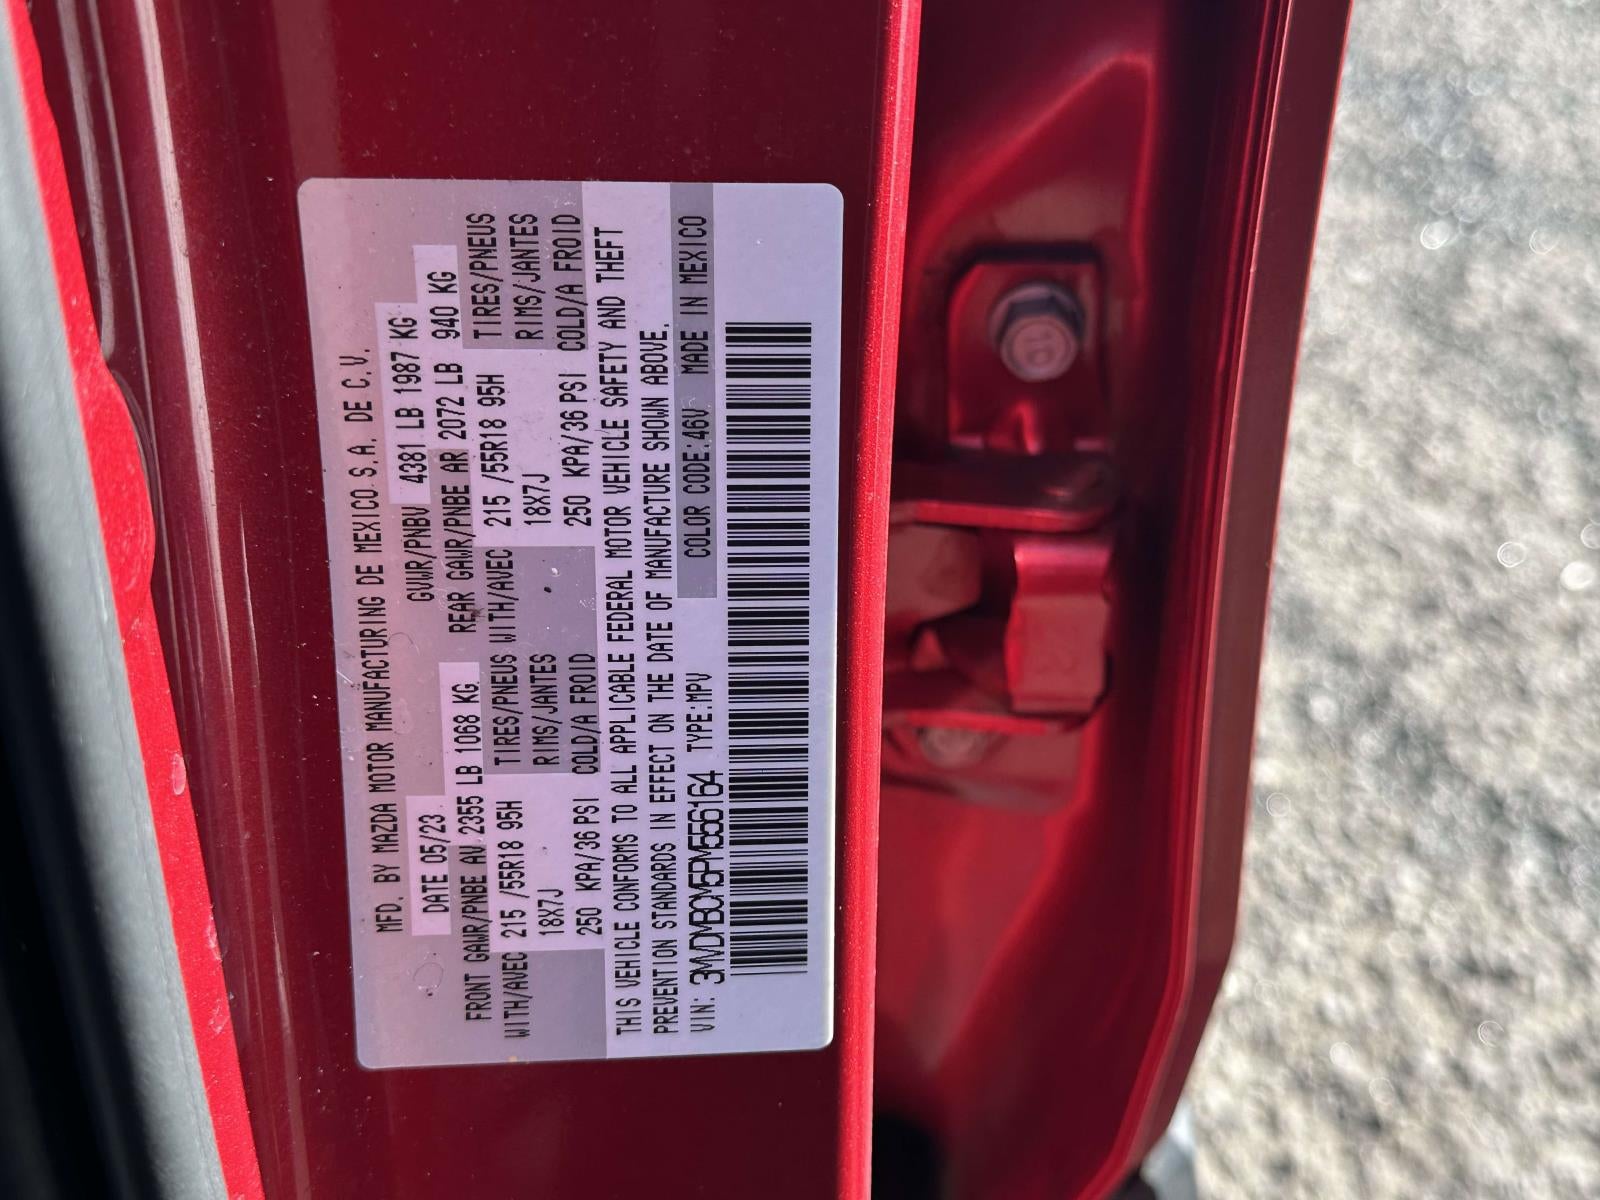 MFD. BY MAZDA MOTOR MANUFACTURING DE MEXICO S.A. DE C.V.
DATE 05/23 GVWR/PNBV 4381 LB 1987 KG
FRONT GAWR/PNBE AV 2355 LB 1068 KG REAR GAWR/PNBE AR 2072 LB 940 KG
WITH/AVEC 215 /55R18 95H TIRES/PNEUS WITH/AVEC 215 /55R18 95H TIRES/PNEUS
18X7J RIMS/JANTES 18X7J RIMS/JANTES
250 KPA/36 PSI COLD/A FROID 250 KPA/36 PSI COLD/A FROID
THIS VEHICLE CONFORMS TO ALL APPLICABLE FEDERAL MOTOR VEHICLE SAFETY AND THEFT
PREVENTION STANDARDS IN EFFECT ON THE DATE OF MANUFACTURE SHOWN ABOVE.
VIN: 3MVDMBCM5PM556164 TYPE:MPV COLOR CODE:46V MADE IN MEXICO
10